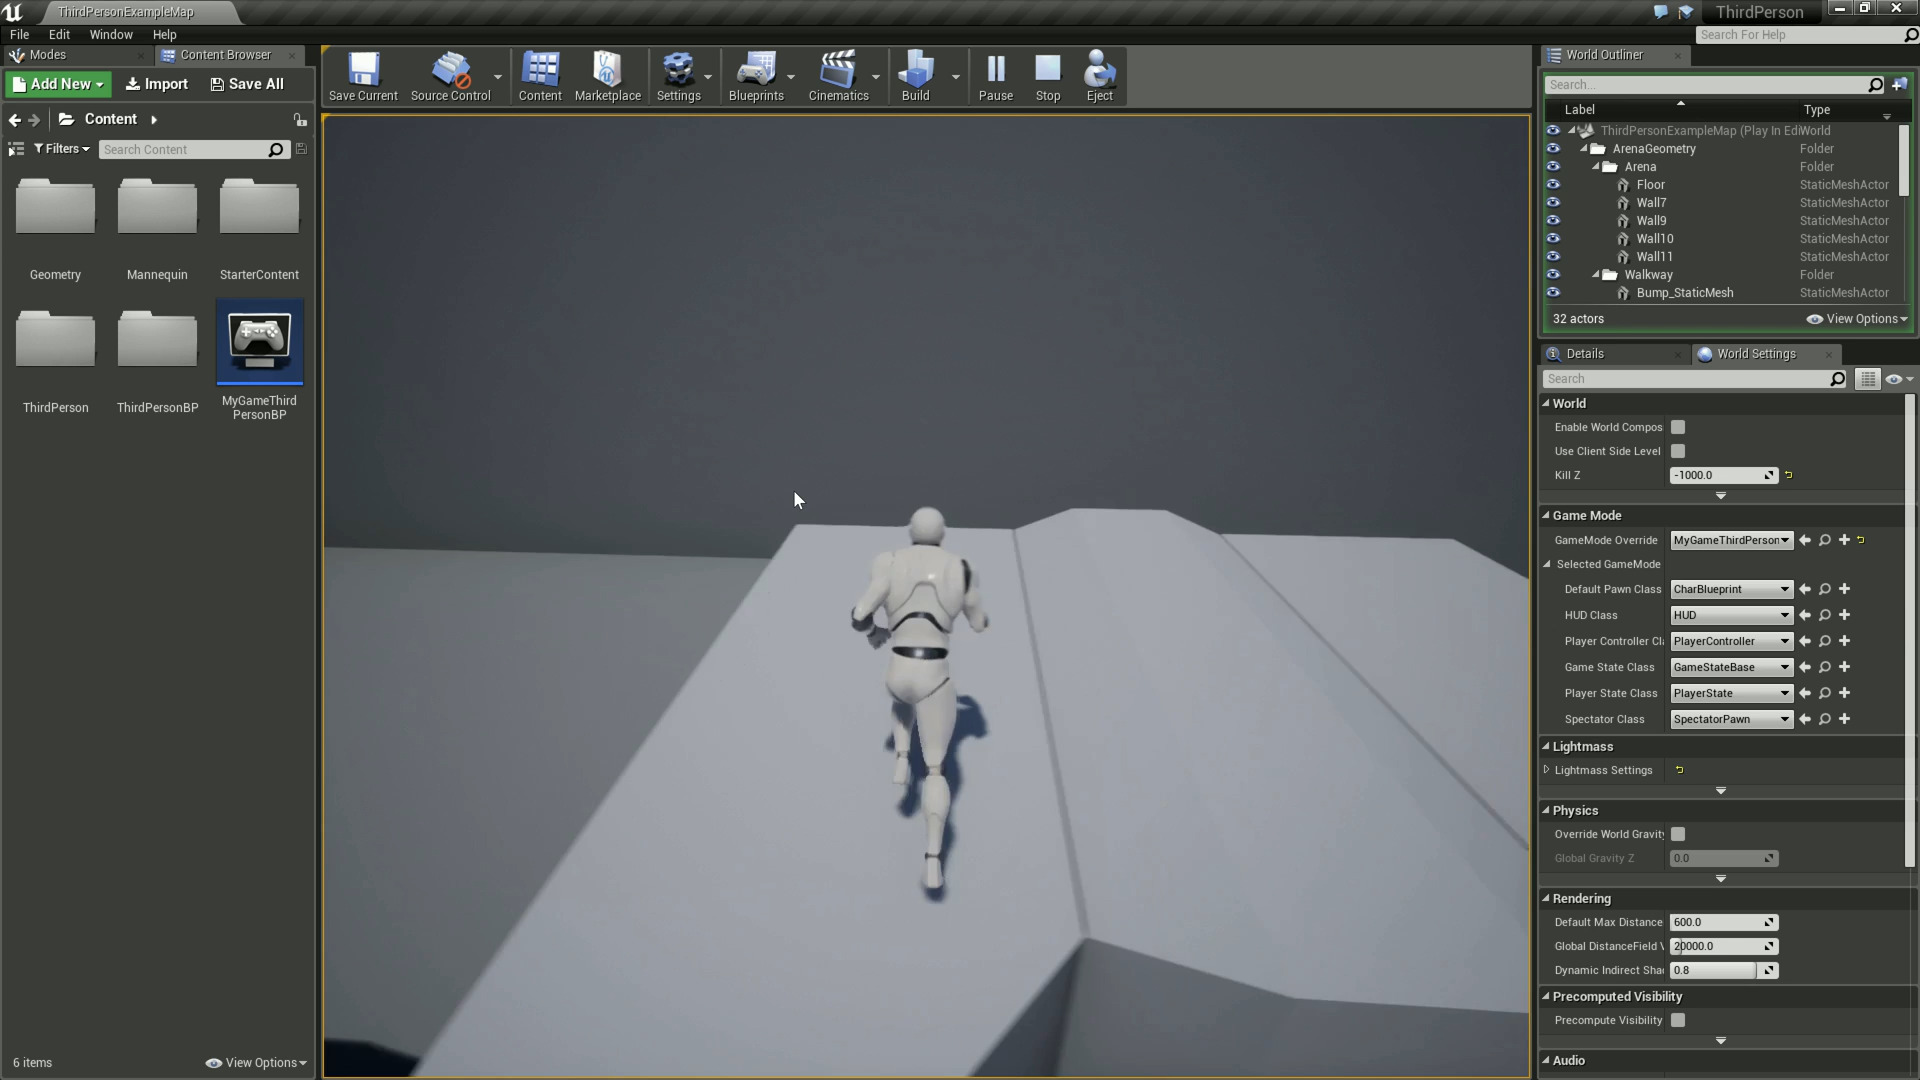 ThirdPersonExampleMap
ThirdPerson
File Edit Window Help
Search For Help
Modes
Content Browser
Add New
Import
Save All
Content
Filters
Search Content
Geometry
Mannequin
StarterContent
ThirdPerson
ThirdPersonBP
MyGameThird
PersonBP
6 items
View Options
Save Current
Source Control
Content
Marketplace
Settings
Blueprints
Cinematics
Build
Pause
Stop
Eject
World Outliner
Search...
Label Type
ThirdPersonExampleMap (Play In Edi World
ArenaGeometry Folder
Arena Folder
Floor StaticMeshActor
Wall7 StaticMeshActor
Wall9 StaticMeshActor
Wall10 StaticMeshActor
Wall11 StaticMeshActor
Walkway Folder
Bump_StaticMesh StaticMeshActor
32 actors
View Options
Details
World Settings
Search
World
Enable World Compos
Use Client Side Level
Kill Z -1000.0
Game Mode
GameMode Override MyGameThirdPerson
Selected GameMode
Default Pawn Class CharBlueprint
HUD Class HUD
Player Controller Cl PlayerController
Game State Class GameStateBase
Player State Class PlayerState
Spectator Class SpectatorPawn
Lightmass
Lightmass Settings
Physics
Override World Gravit
Global Gravity Z 0.0
Rendering
Default Max Distance 600.0
Global DistanceField V 20000.0
Dynamic Indirect Sha 0.8
Precomputed Visibility
Precompute Visibility
Audio